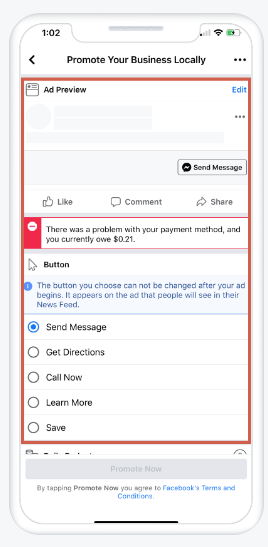 1:02
Promote Your Business Locally
Ad Preview
Edit
Send Message
Like
Comment
Share
There was a problem with your payment method, and
you currently owe $0.21.
Button
The button you choose can not be changed after your ad
begins. It appears on the ad that people will see in their
News Feed.
Send Message
Get Directions
Call Now
Learn More
Save
Promote Now
By tapping Promote Now you agree to Facebook's Terms and
Conditions.